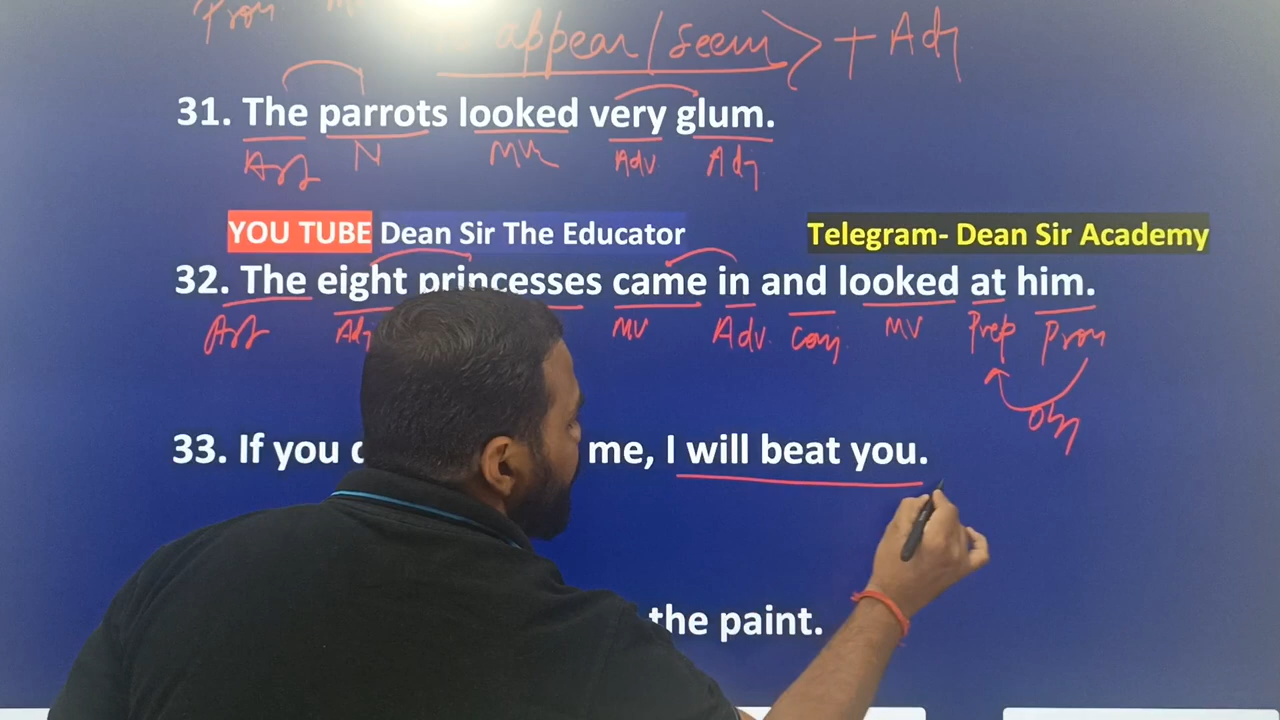 Pron
appear/seem > + Adj
31. The parrots looked very glum.
Art N MV Adv Adj
YOU TUBE Dean Sir The Educator Telegram- Dean Sir Academy
32. The eight princesses came in and looked at him.
Art Adj MV Adv. Conj. MV Prep Pron
Obj
33. If you me, I will beat you.
the paint.